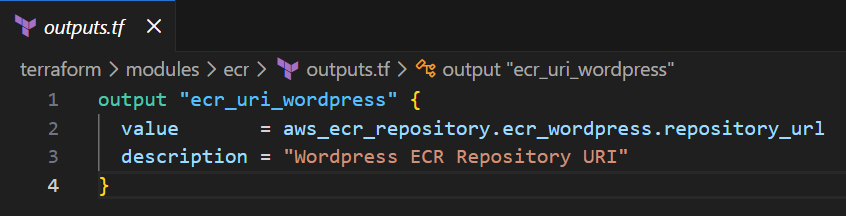 outputs.tf ×
terraform > modules > ecr > outputs.tf > output "ecr_uri_wordpress"
1 output "ecr_uri_wordpress" {
2   value       = aws_ecr_repository.ecr_wordpress.repository_url
3   description = "Wordpress ECR Repository URI"
4 }